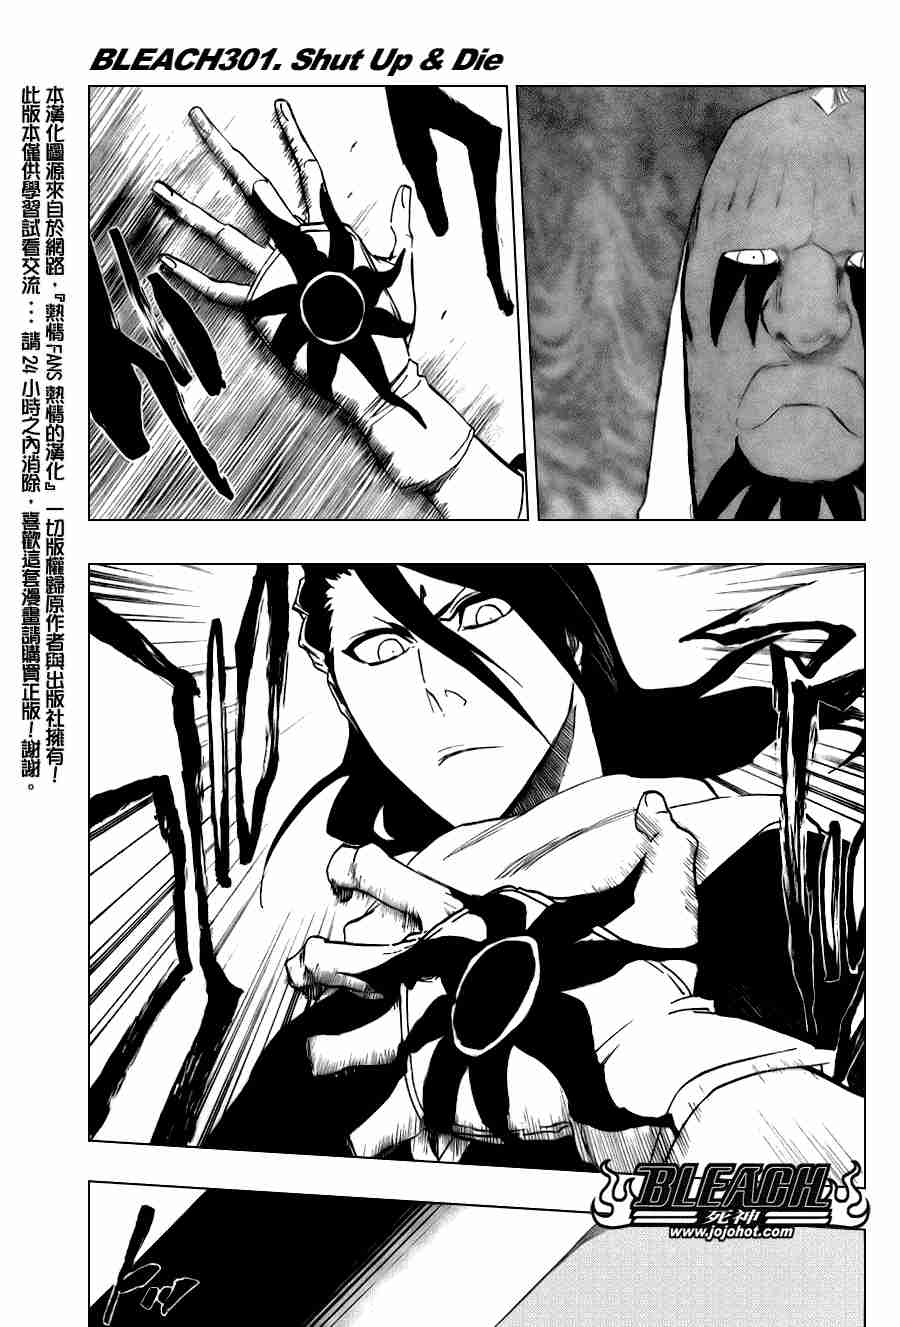 BLEACH301. Shut Up & Die
本漢化圖源來自於網路，『熱情FANS 熱情的漢化』一切版權歸原作者與出版社擁有！
此版本僅供學習試看交流... 請 24 小時之內消除，喜歡這套漫畫請購買正版！謝謝。
BLEACH
死神
www.jojohot.com